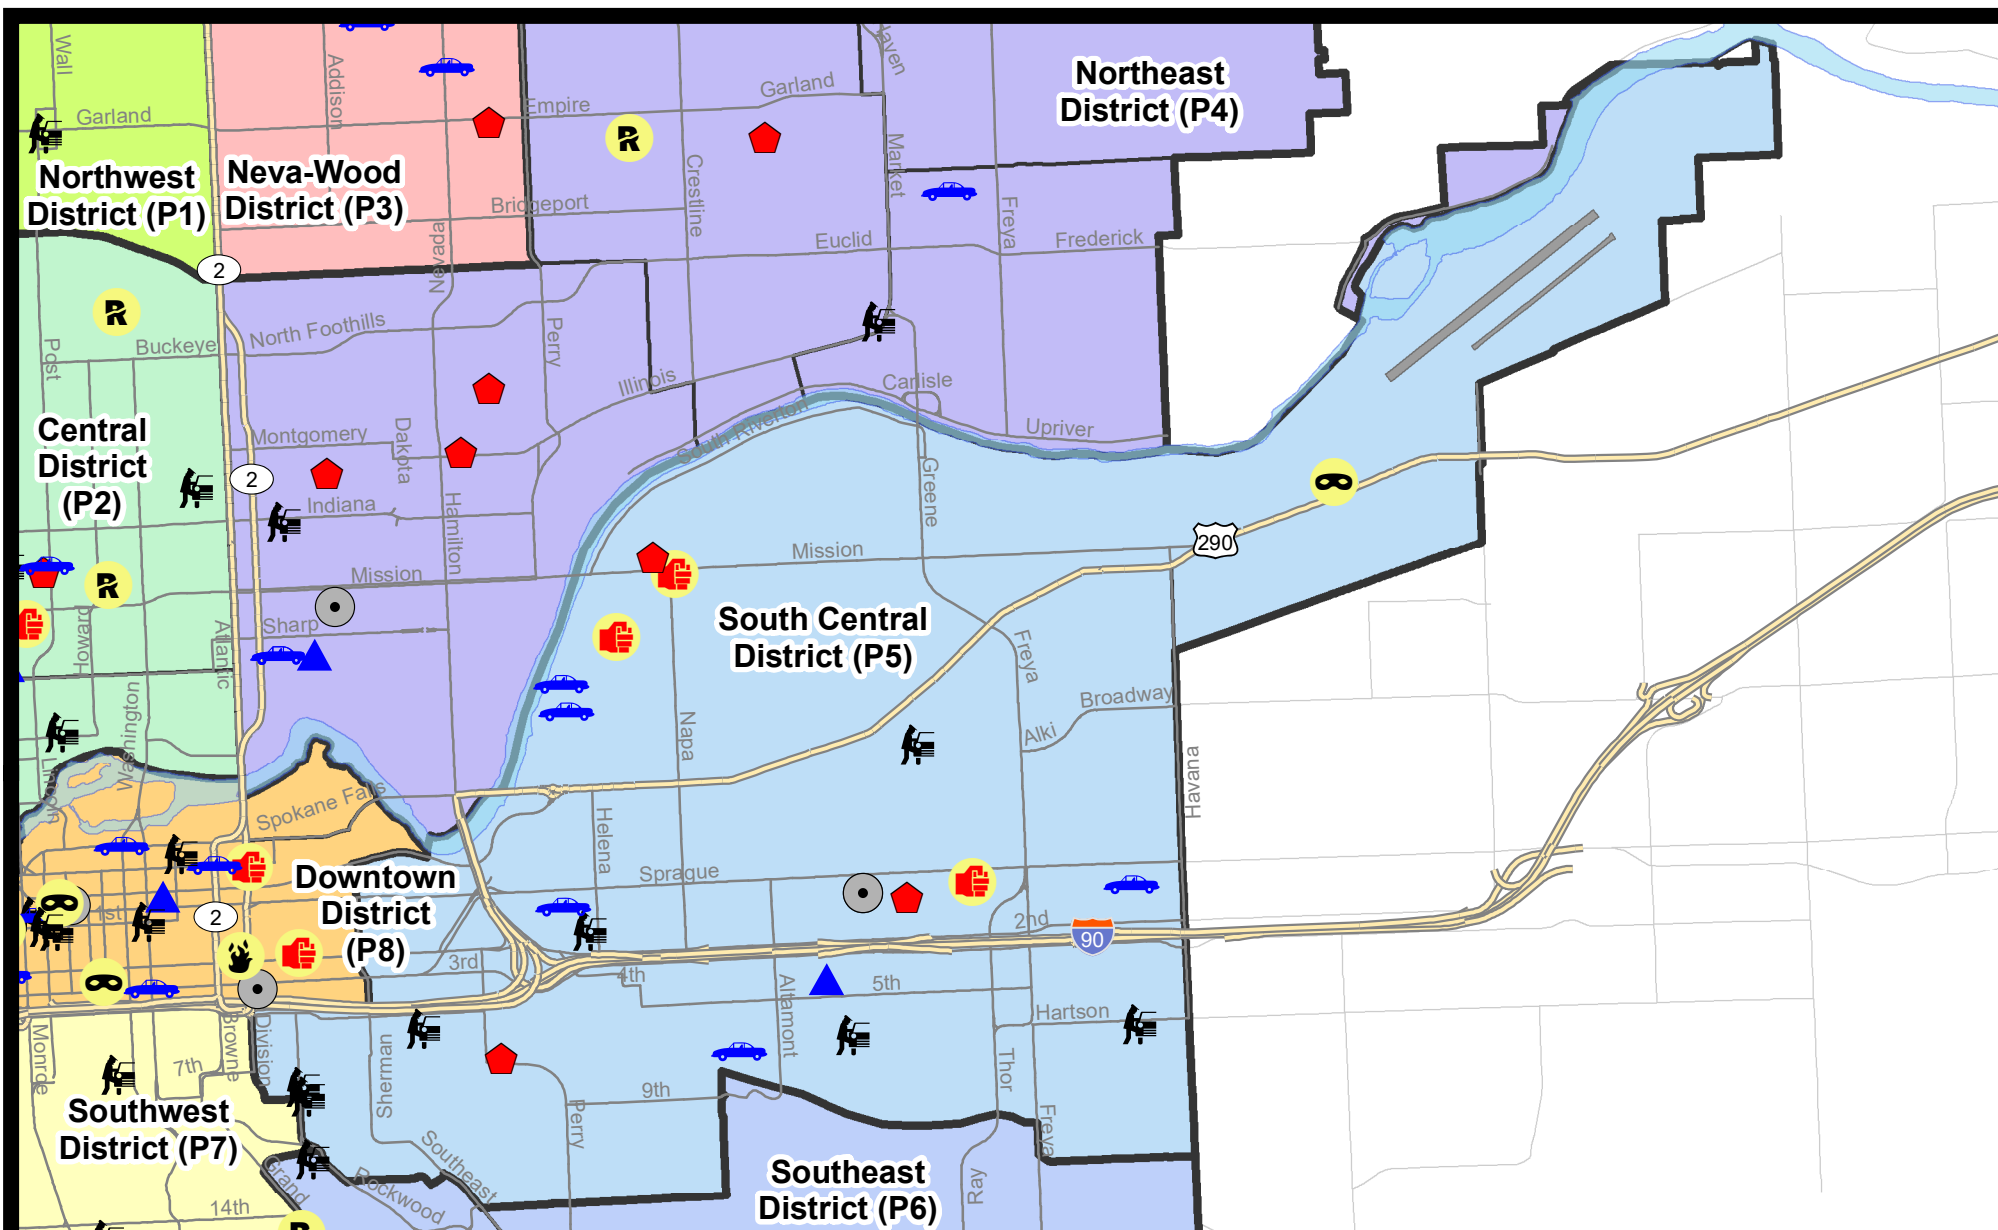 Wall
Addison
Haven
Northeast
District (P4)
Garland
Empire
Garland
Market
Crestline
Northwest
District (P1)
Neva-Wood
District (P3)
Bridgeport
Nevada
Euclid
Freya
Frederick
2
North Foothills
Buckeye
Post
Perry
Illinois
Carlisle
South Riverton
Upriver
Central
District
(P2)
Montgomery
Dakota
2
Indiana
Hamilton
Greene
290
Mission
Mission
Howard
Sharp
Atlantic
South Central
District (P5)
Freya
Broadway
Alki
Napa
Washington
Lincoln
Havana
Spokane Falls
Helena
Downtown
District
(P8)
Sprague
1st
2
2nd
90
3rd
4th
5th
Altamont
Hartson
Monroe
Browne
Division
Sherman
7th
9th
Thor
Perry
Freya
Southwest
District (P7)
Southeast
Grand
Rockwood
14th
Southeast
District (P6)
Ray
R
R
R
R